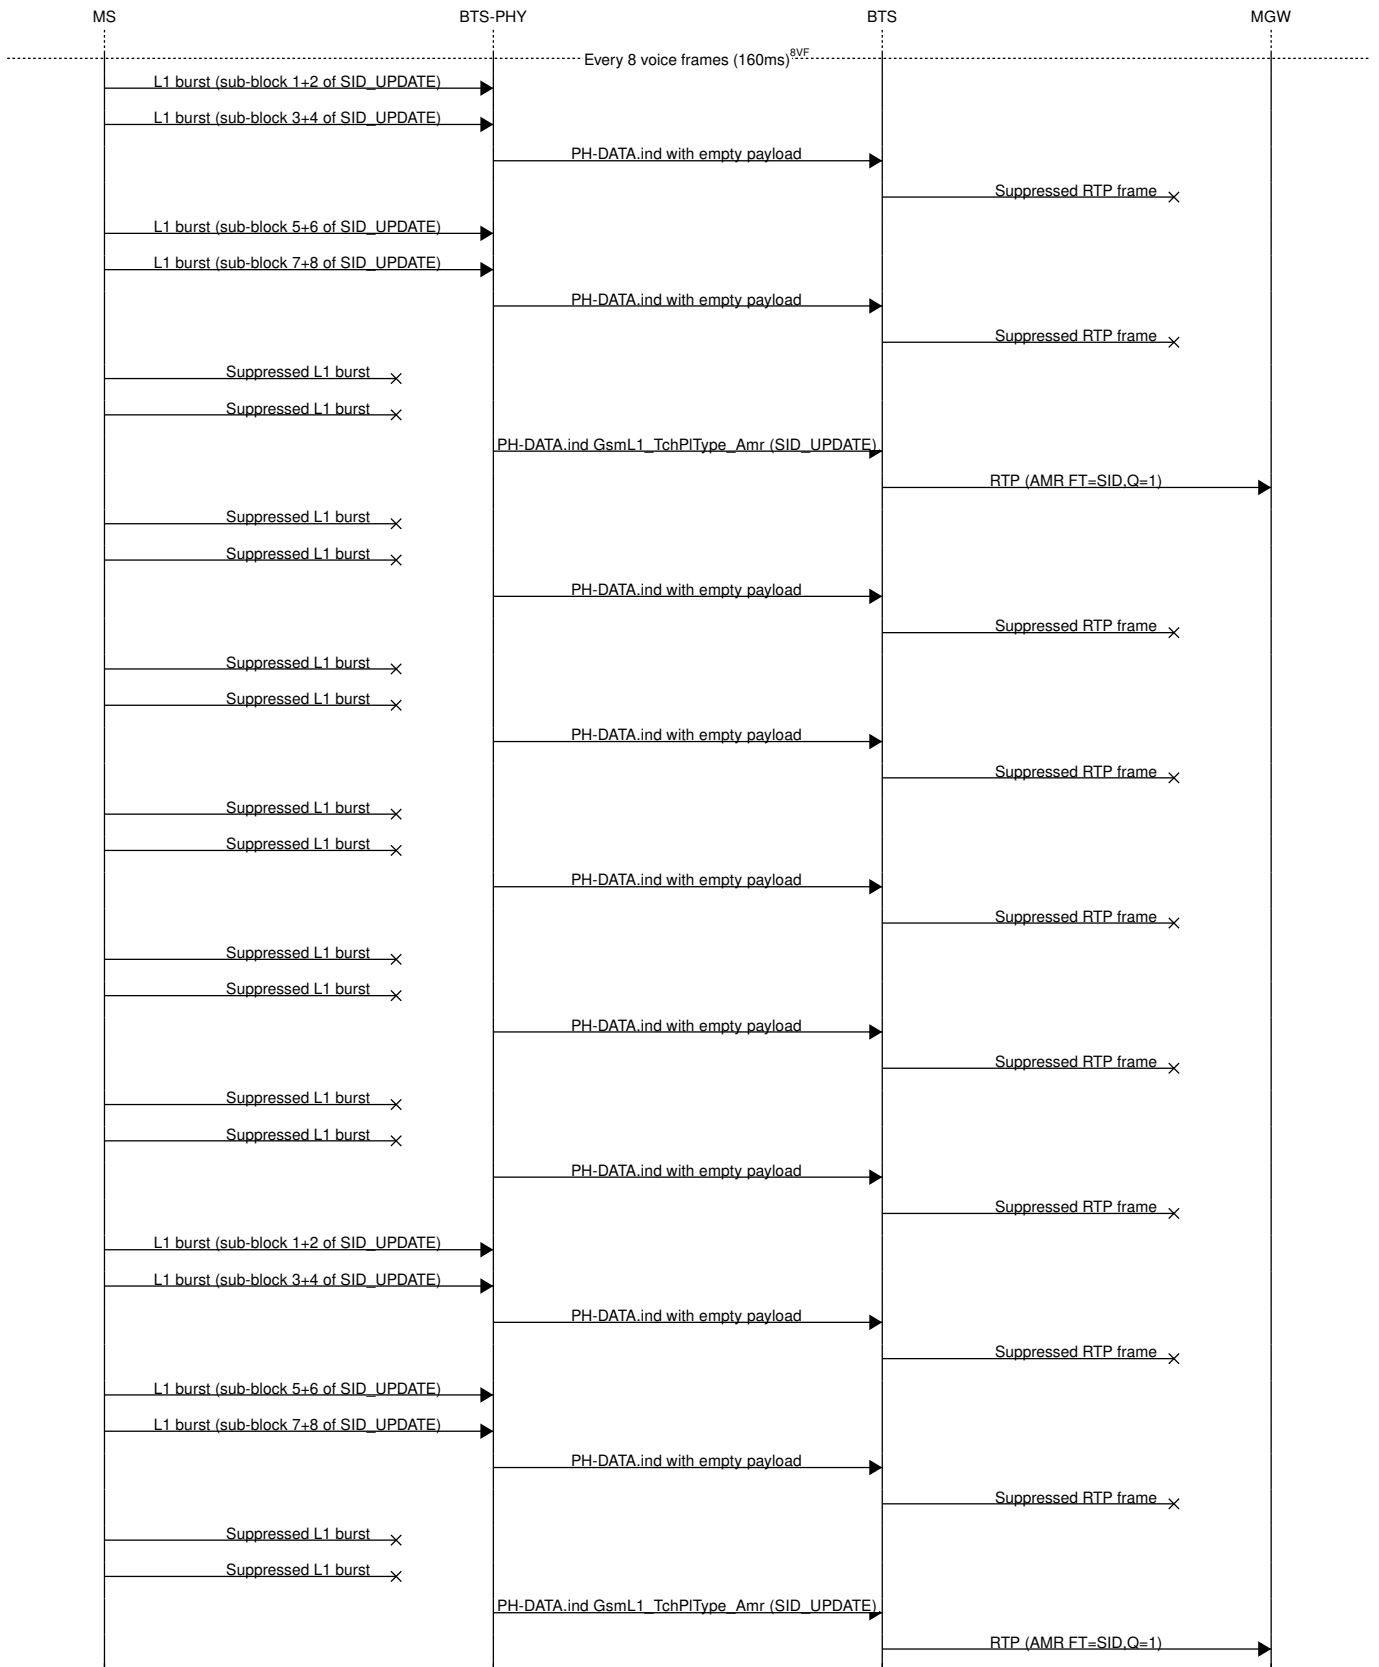 MS BTS-PHY BTS MGW
Every 8 voice frames (160ms)8VF
L1 burst (sub-block 1+2 of SID_UPDATE)
L1 burst (sub-block 3+4 of SID_UPDATE)
PH-DATA.ind with empty payload
Suppressed RTP frame
L1 burst (sub-block 5+6 of SID_UPDATE)
L1 burst (sub-block 7+8 of SID_UPDATE)
PH-DATA.ind with empty payload
Suppressed RTP frame
Suppressed L1 burst
Suppressed L1 burst
PH-DATA.ind GsmL1_TchPlType_Amr (SID_UPDATE)
RTP (AMR FT=SID,Q=1)
Suppressed L1 burst
Suppressed L1 burst
PH-DATA.ind with empty payload
Suppressed RTP frame
Suppressed L1 burst
Suppressed L1 burst
PH-DATA.ind with empty payload
Suppressed RTP frame
Suppressed L1 burst
Suppressed L1 burst
PH-DATA.ind with empty payload
Suppressed RTP frame
Suppressed L1 burst
Suppressed L1 burst
PH-DATA.ind with empty payload
Suppressed RTP frame
Suppressed L1 burst
Suppressed L1 burst
PH-DATA.ind with empty payload
Suppressed RTP frame
L1 burst (sub-block 1+2 of SID_UPDATE)
L1 burst (sub-block 3+4 of SID_UPDATE)
PH-DATA.ind with empty payload
Suppressed RTP frame
L1 burst (sub-block 5+6 of SID_UPDATE)
L1 burst (sub-block 7+8 of SID_UPDATE)
PH-DATA.ind with empty payload
Suppressed RTP frame
Suppressed L1 burst
Suppressed L1 burst
PH-DATA.ind GsmL1_TchPlType_Amr (SID_UPDATE)
RTP (AMR FT=SID,Q=1)